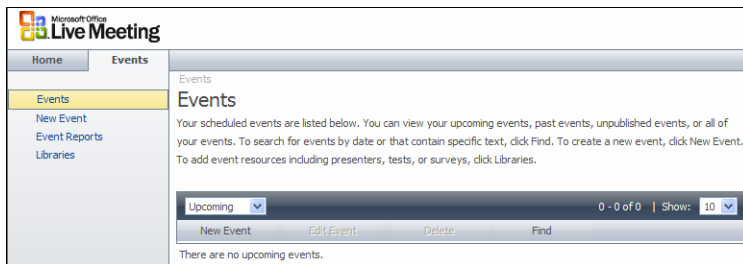 Microsoft Office
Live Meeting
Home Events
Events
New Event
Event Reports
Libraries
Events
Events
Your scheduled events are listed below. You can view your upcoming events, past events, unpublished events, or all of
your events. To search for events by date or that contain specific text, click Find. To create a new event, click New Event.
To add event resources including presenters, tests, or surveys, click Libraries.
Upcoming 0 - 0 of 0 | Show: 10
New Event Edit Event Delete Find
There are no upcoming events.